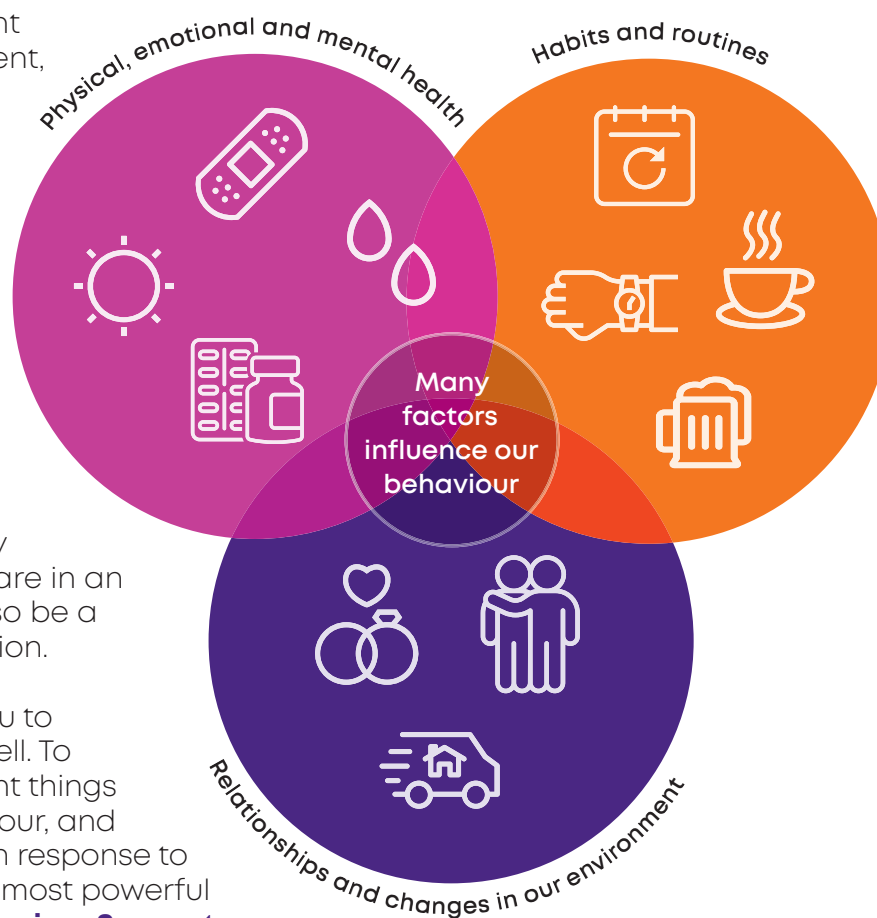 nt
ent,
Physical, emotional and mental health
Habits and routines
Many
factors
influence our
behaviour
y
are in an
so be a
ion.
u to
ell. To
nt things
our, and
n response to
most powerful
Relationships and changes in our environment